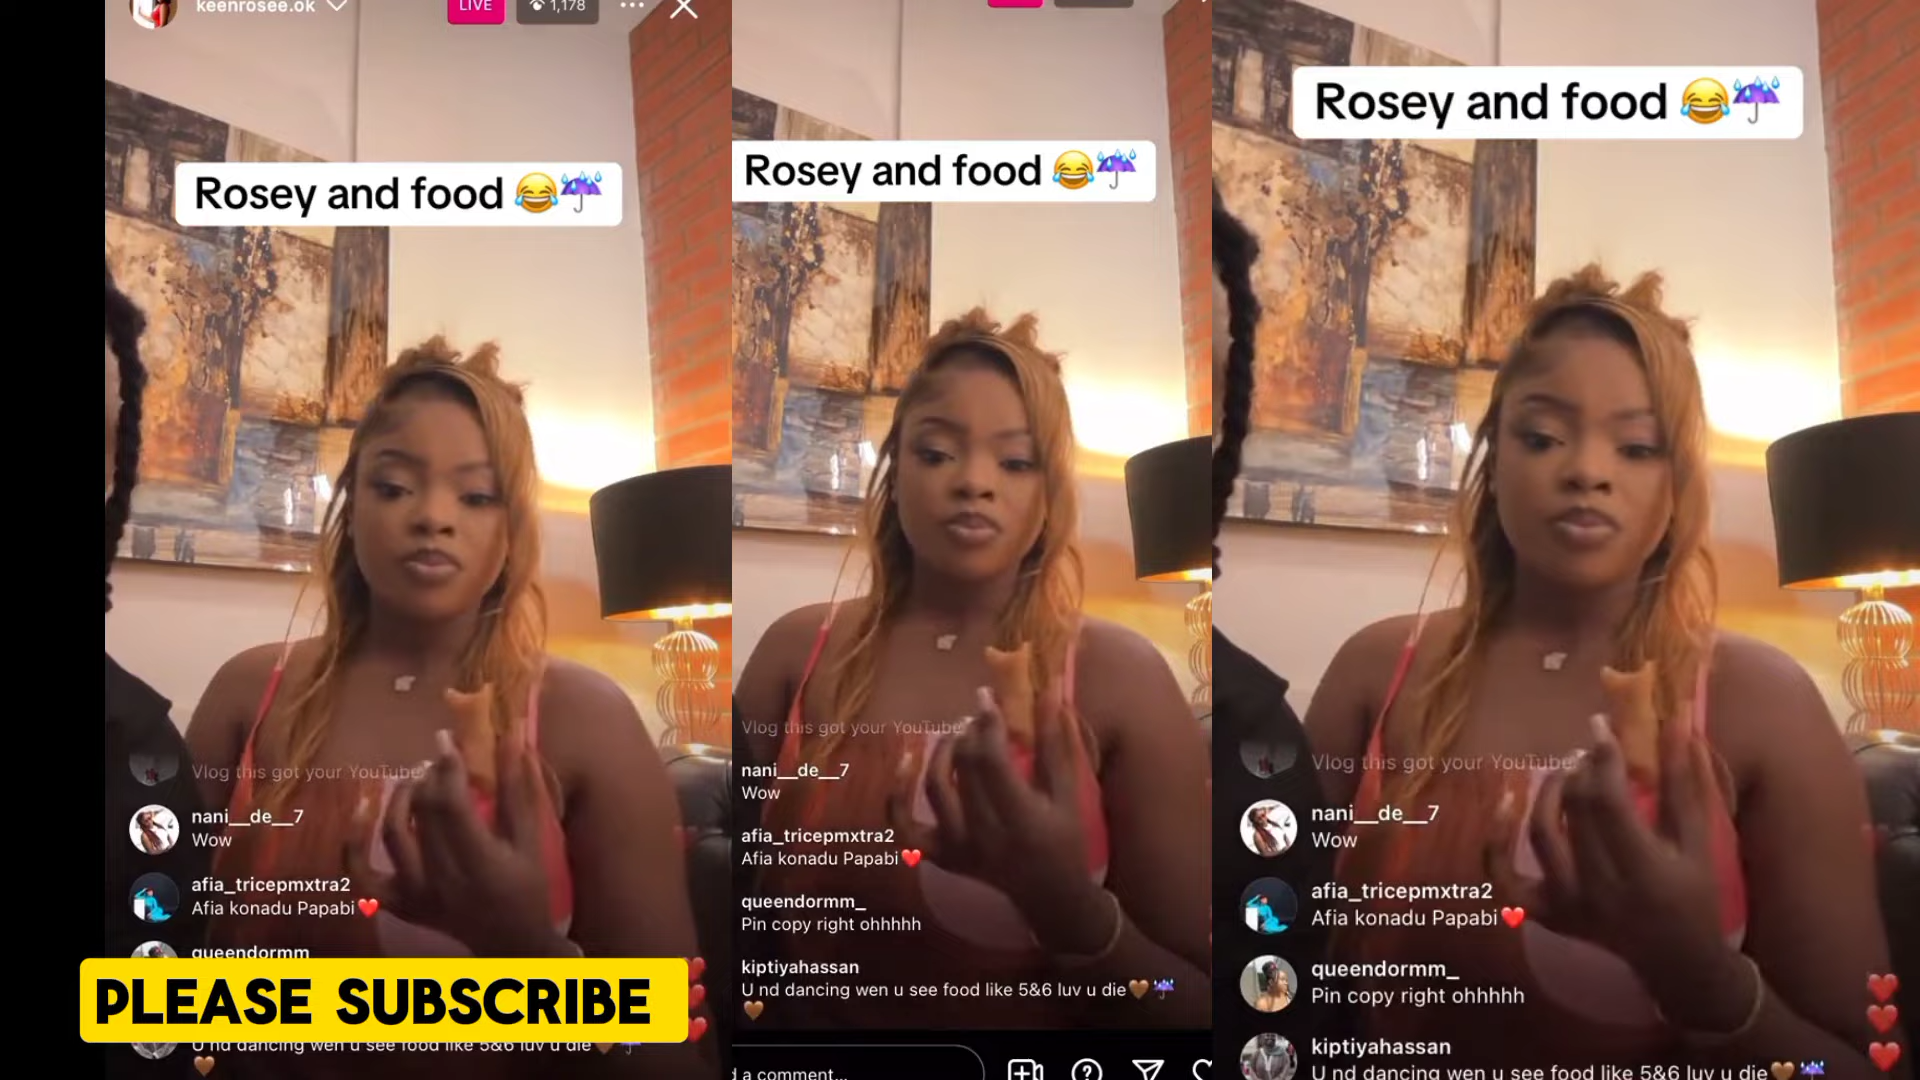 keenrosee.ok
LIVE
1,178
Rosey and food 😂☔
Vlog this got your YouTube
nani__de__7
Wow
afia_tricepmxtra2
Afia konadu Papabi❤️
queendormm
PLEASE SUBSCRIBE
U nd dancing wen u see food like 5&6 luv u die🤎☔
🤎
Rosey and food 😂☔
Vlog this got your YouTube
nani__de__7
Wow
afia_tricepmxtra2
Afia konadu Papabi❤️
queendormm_
Pin copy right ohhhhh
kiptiyahassan
U nd dancing wen u see food like 5&6 luv u die🤎☔
🤎
d a comment...
Rosey and food 😂☔
Vlog this got your YouTube
nani__de__7
Wow
afia_tricepmxtra2
Afia konadu Papabi❤️
queendormm_
Pin copy right ohhhhh
kiptiyahassan
U nd dancing wen u see food like 5&6 luv u die🤎☔